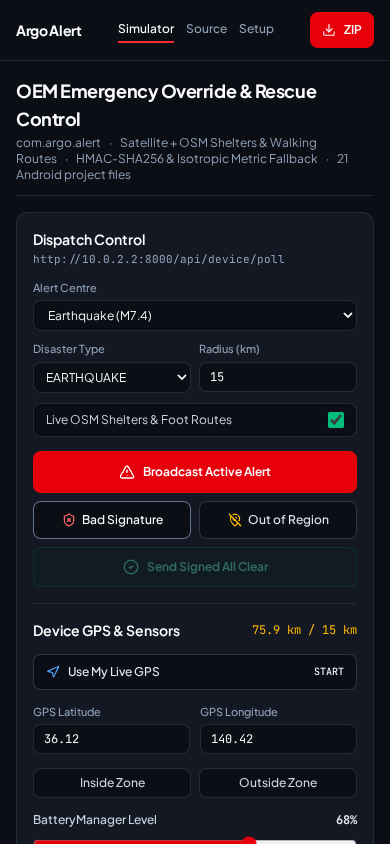 Argo Alert
Simulator
Source
Setup
ZIP
OEM Emergency Override & Rescue
Control
com.argo.alert · Satellite + OSM Shelters & Walking
Routes · HMAC-SHA256 & Isotropic Metric Fallback · 21
Android project files
Dispatch Control
http://10.0.2.2:8000/api/device/poll
Alert Centre
Earthquake (M7.4)
Disaster Type
Radius (km)
EARTHQUAKE
15
Live OSM Shelters & Foot Routes
Broadcast Active Alert
Bad Signature
Out of Region
Send Signed All Clear
Device GPS & Sensors
75.9 km / 15 km
Use My Live GPS
START
GPS Latitude
GPS Longitude
36.12
140.42
Inside Zone
Outside Zone
BatteryManager Level
68%